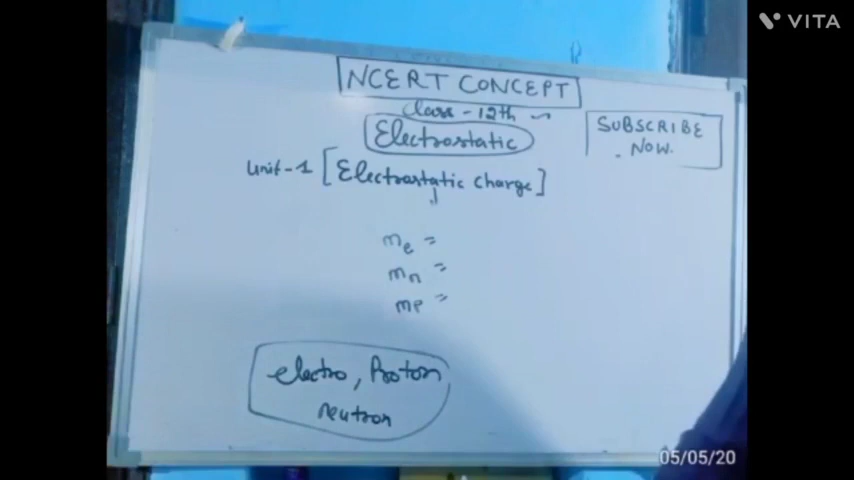 VITA
NCERT CONCEPT
Class - 12th
Electrostatic
SUBSCRIBE
NOW.
Unit-1 [Electrostatic charge]
me =
mn =
mp =
electro, Proton
neutron
05/05/20